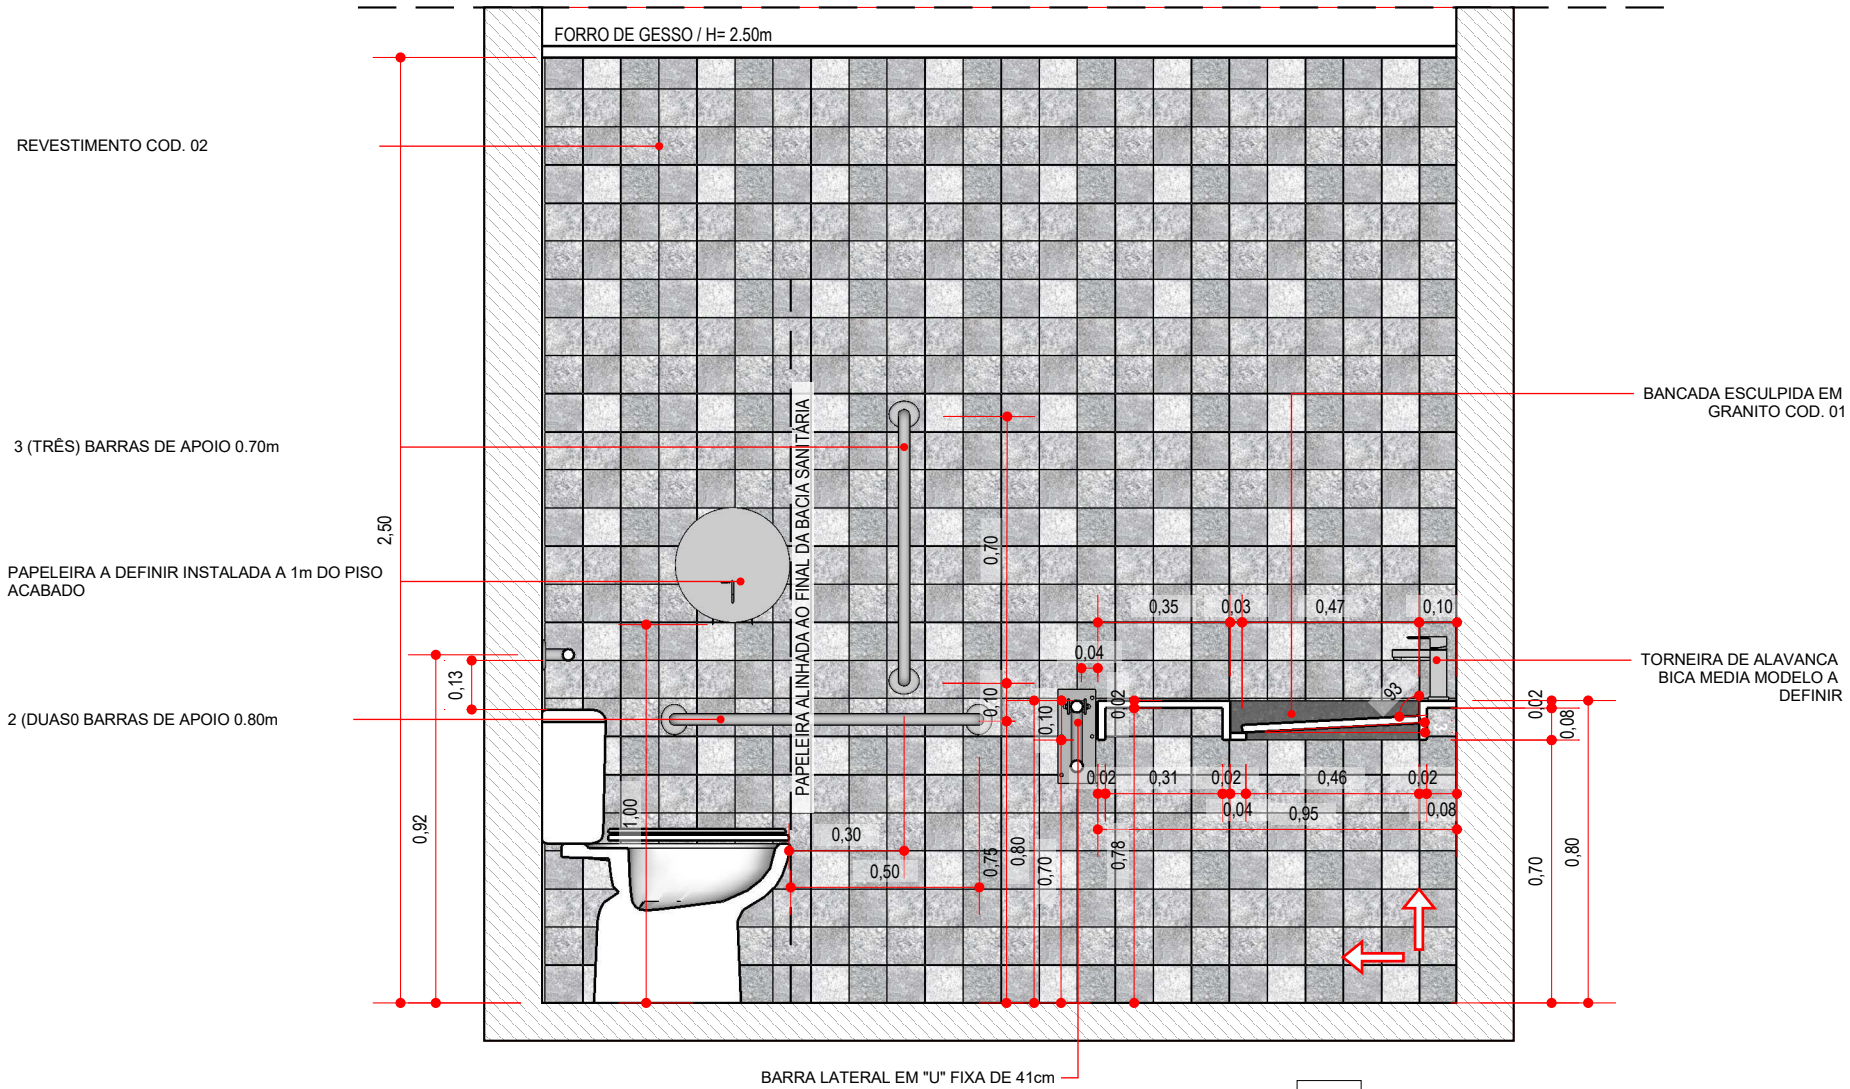 FORRO DE GESSO / H= 2.50m
REVESTIMENTO COD. 02
BANCADA ESCULPIDA EM
GRANITO COD. 01
3 (TRÊS) BARRAS DE APOIO 0.70m
PAPELEIRA ALINHADA AO FINAL DA BACIA SANITÁRIA
2,50
0,70
PAPELEIRA A DEFINIR INSTALADA A 1m DO PISO
ACABADO
0,35
0,03
0,47
0,10
0,04
TORNEIRA DE ALAVANCA
BICA MEDIA MODELO A
DEFINIR
0,13
93
0,10
0,10
0,02
0,02
0,08
2 (DUAS0 BARRAS DE APOIO 0.80m
0,02
0,31
0,02
0,46
0,02
0,04
0,95
0,08
1,00
0,92
0,30
0,50
0,75
0,80
0,70
0,78
0,70
0,80
BARRA LATERAL EM "U" FIXA DE 41cm